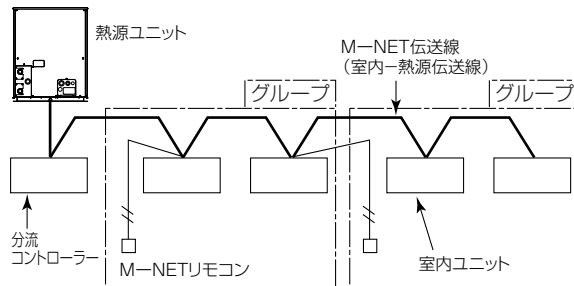 熱源ユニット
M－NET伝送線
（室内－熱源伝送線）
グループ
グループ
分流
コントローラー
M－NETリモコン
室内ユニット